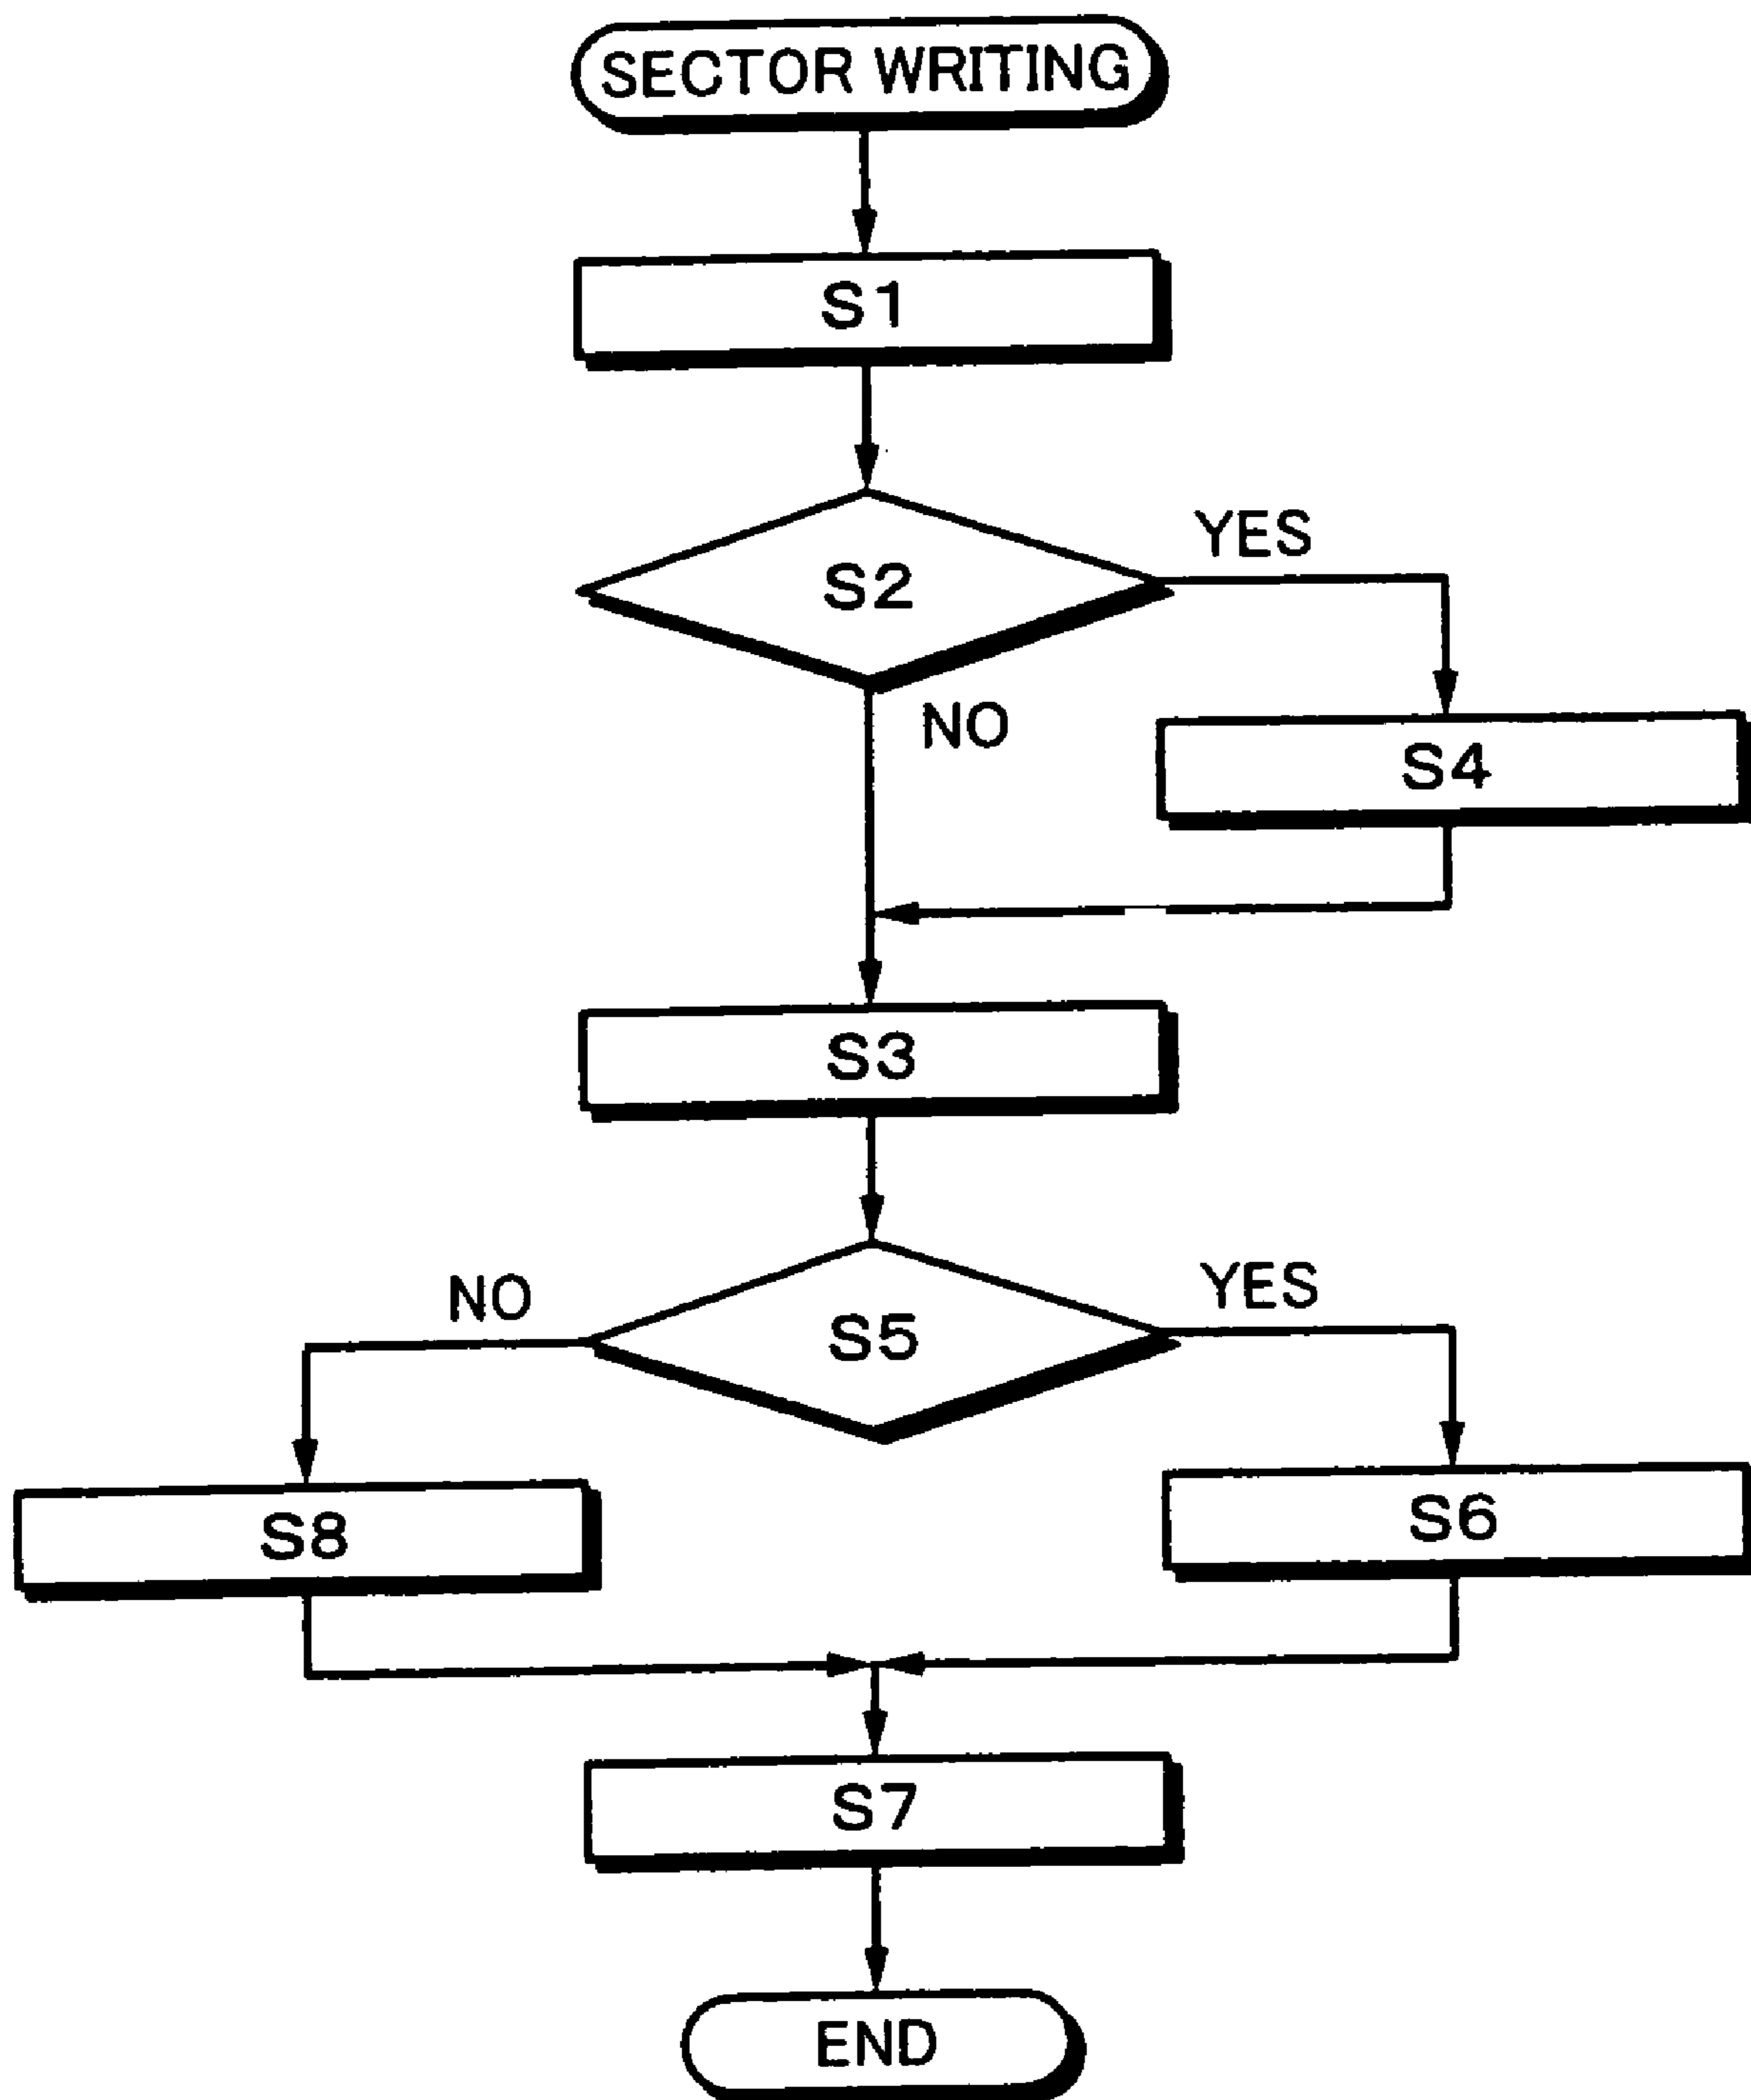 SECTOR WRITING
S1
S2
YES
NO
S4
S3
NO
S5
YES
S8
S6
S7
END